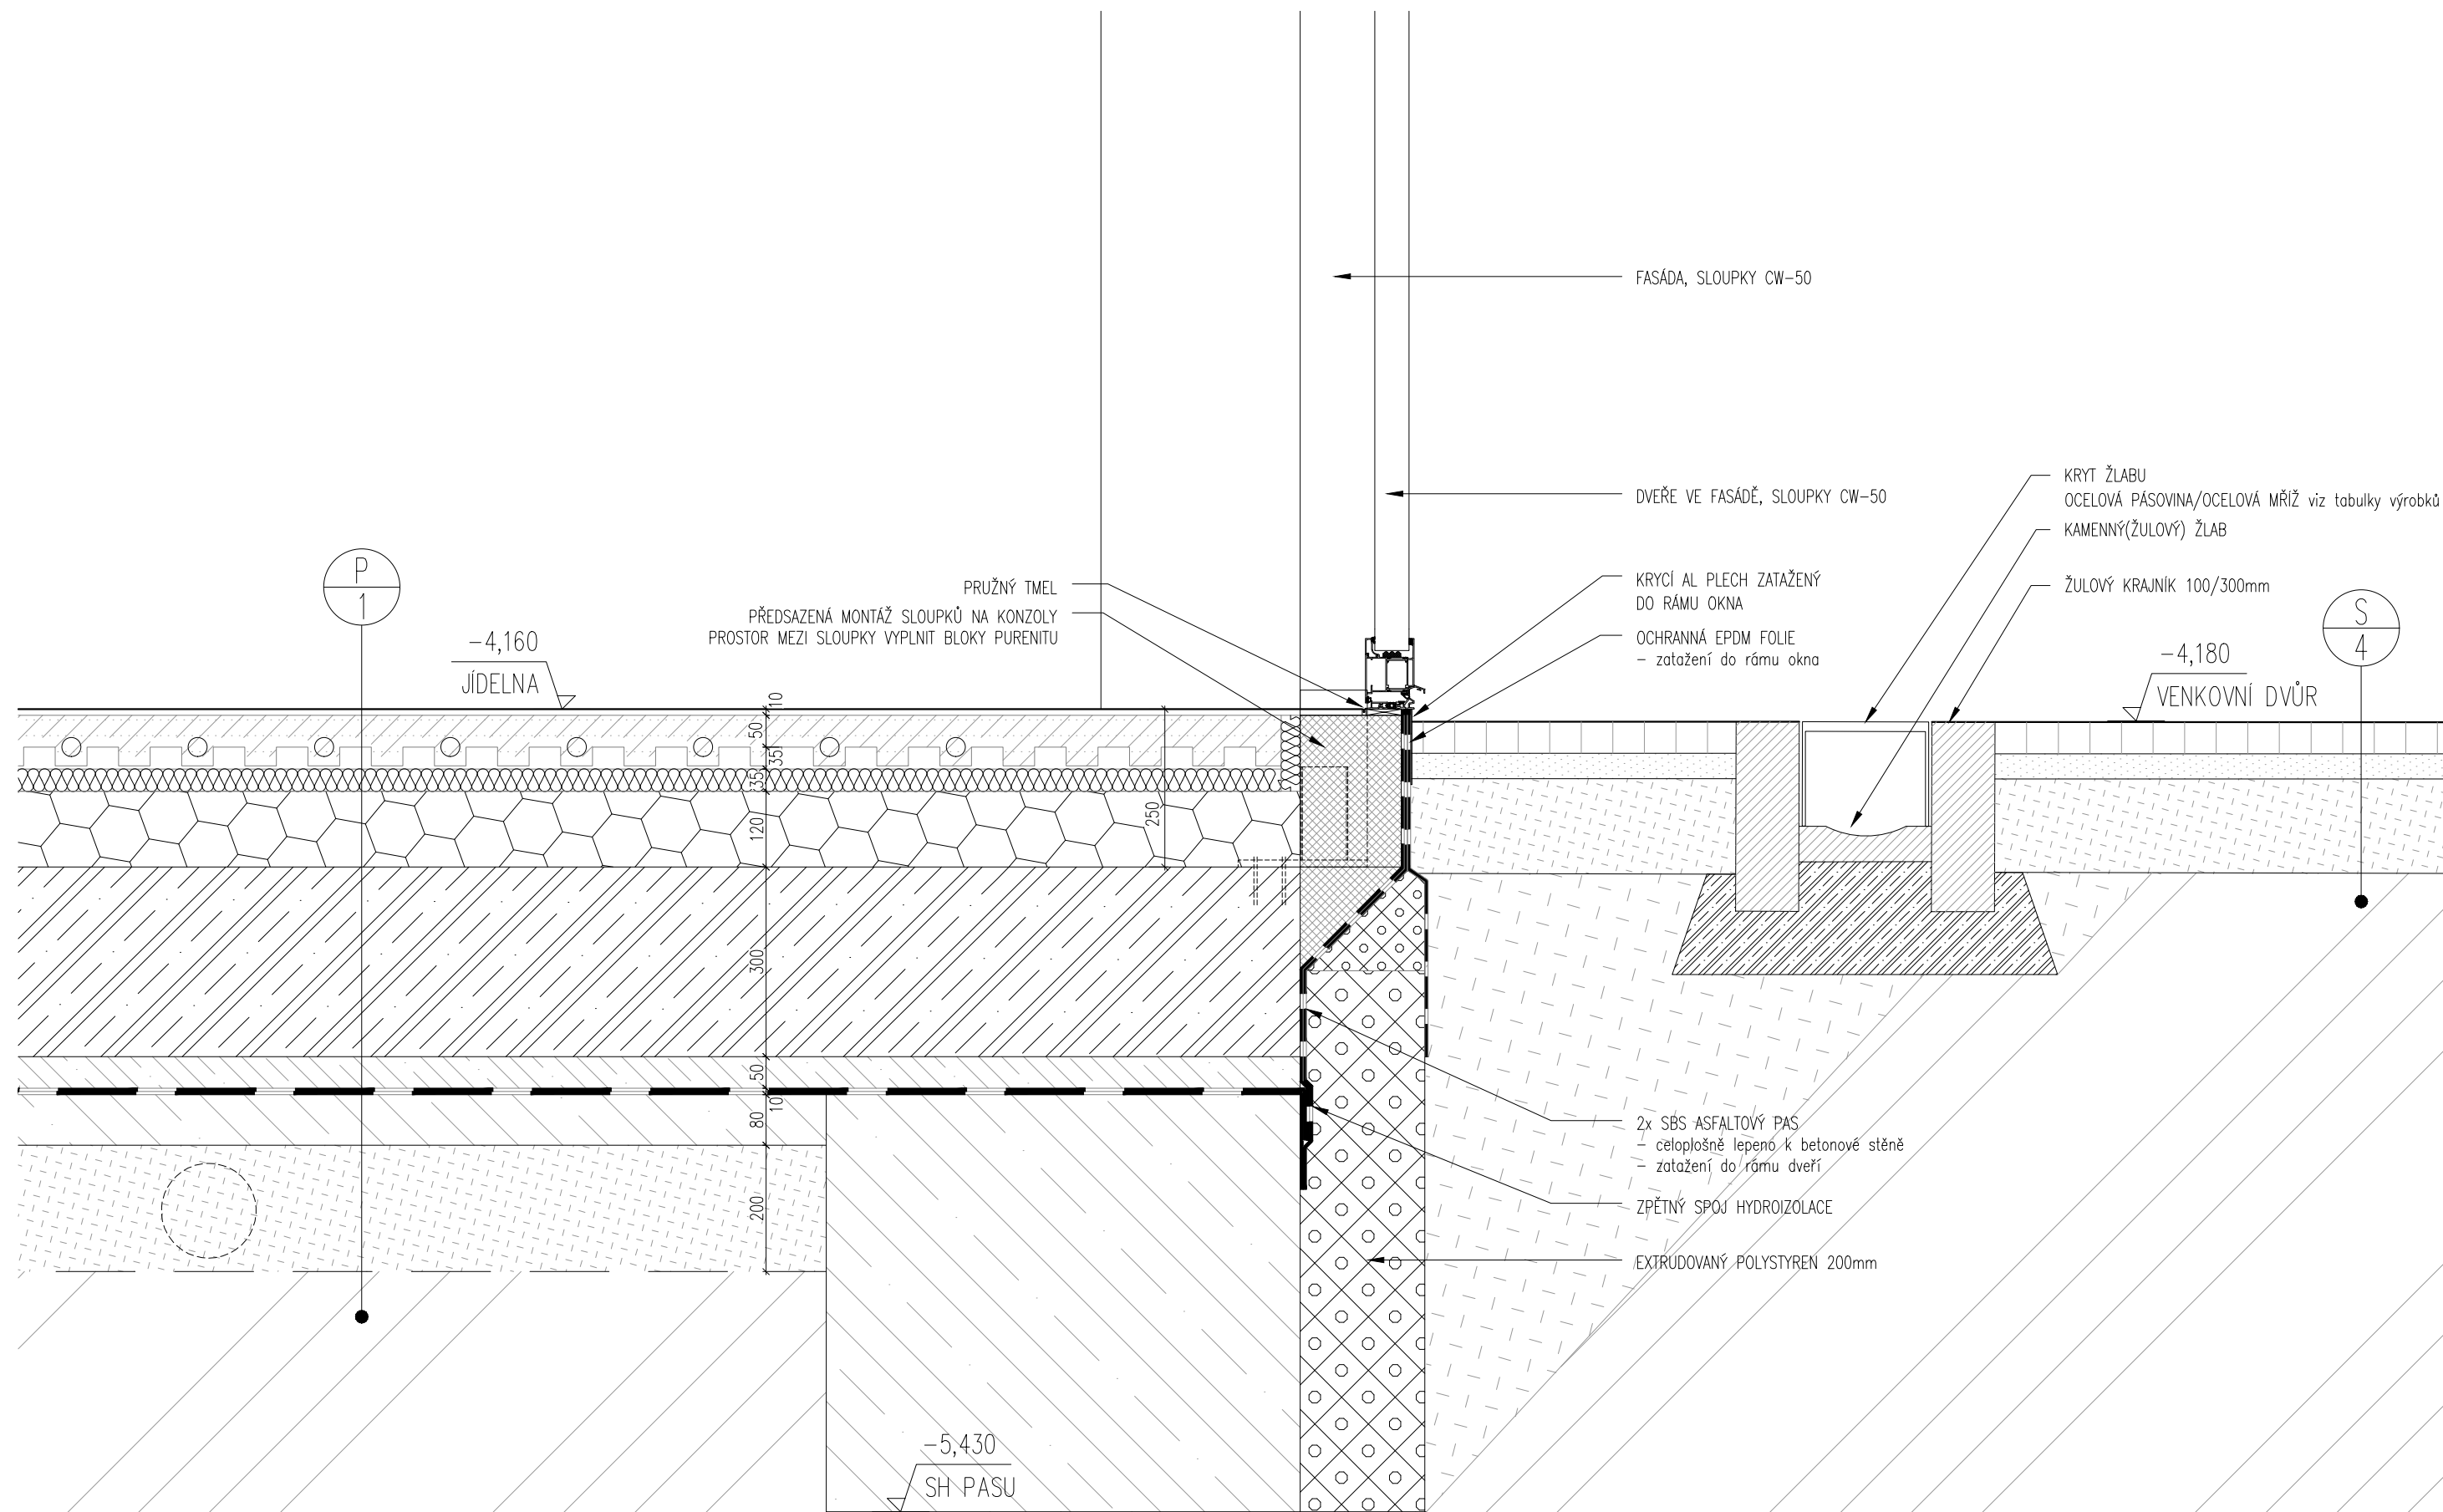 FASÁDA, SLOUPKY CW-50
DVEŘE VE FASÁDĚ, SLOUPKY CW-50
KRYT ŽLABU
OCELOVÁ PÁSOVINA/OCELOVÁ MŘÍŽ viz tabulky výrobků
KAMENNÝ(ŽULOVÝ) ŽLAB
ŽULOVÝ KRAJNÍK 100/300mm
P
1
S
4
PRUŽNÝ TMEL
PŘEDSAZENÁ MONTÁŽ SLOUPKŮ NA KONZOLY
PROSTOR MEZI SLOUPKY VYPLNIT BLOKY PURENITU
KRYCÍ AL PLECH ZATAŽENÝ
DO RÁMU OKNA
OCHRANNÁ EPDM FOLIE
- zatažení do rámu okna
-4,160
JÍDELNA
-4,180
VENKOVNÍ DVŮR
10
50
35
35
120
250
300
50
10
80
200
2x SBS ASFALTOVÝ PAS
- celoplošně lepeno k betonové stěně
- zatažení do rámu dveří
ZPĚTNÝ SPOJ HYDROIZOLACE
EXTRUDOVANÝ POLYSTYREN 200mm
-5,430
SH PASU